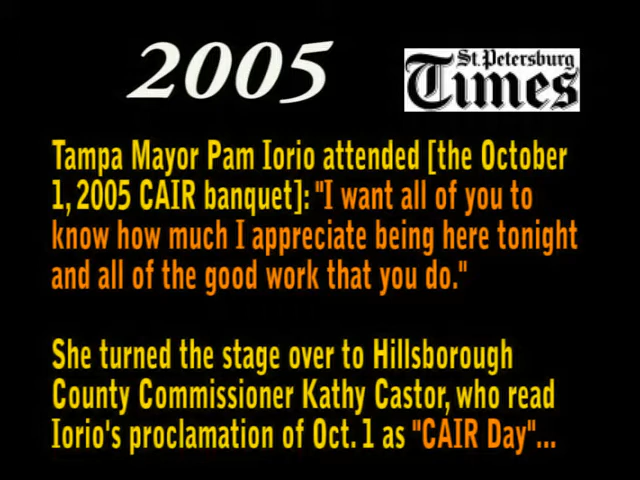 2005
St. Petersburg
Times
Tampa Mayor Pam Iorio attended [the October
1, 2005 CAIR banquet]: "I want all of you to
know how much I appreciate being here tonight
and all of the good work that you do."
She turned the stage over to Hillsborough
County Commissioner Kathy Castor, who read
Iorio's proclamation of Oct. 1 as "CAIR Day"...